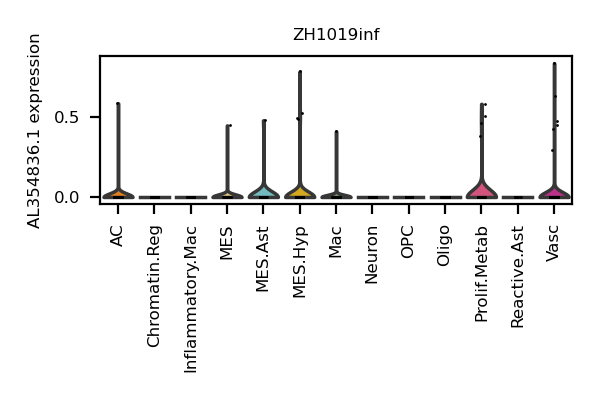 ZH1019inf
AL354836.1 expression
0.5
0.0
AC
Chromatin.Reg
Inflammatory.Mac
MES
MES.Ast
MES.Hyp
Mac
Neuron
OPC
Oligo
Prolif.Metab
Reactive.Ast
Vasc